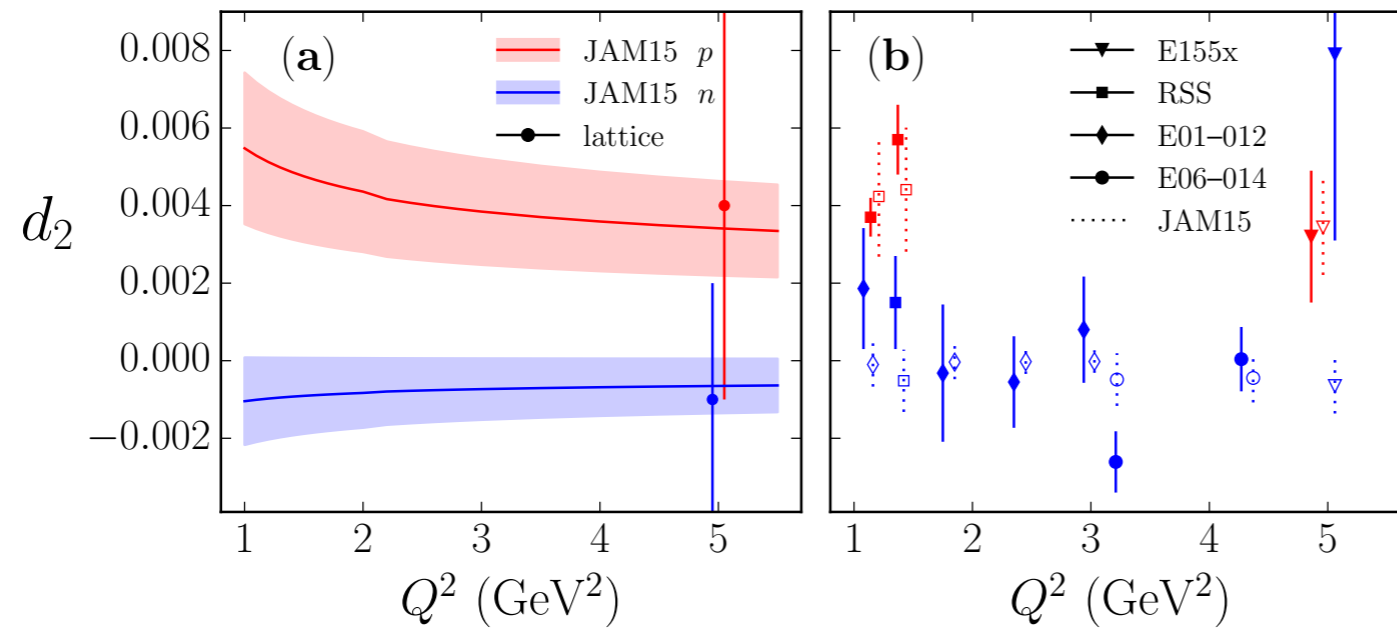 d₂
0.008
0.006
0.004
0.002
0.000
−0.002
(a)
JAM15 p
JAM15 n
lattice
1 2 3 4 5
Q² (GeV²)
(b)
E155x
RSS
E01–012
E06–014
JAM15
1 2 3 4 5
Q² (GeV²)